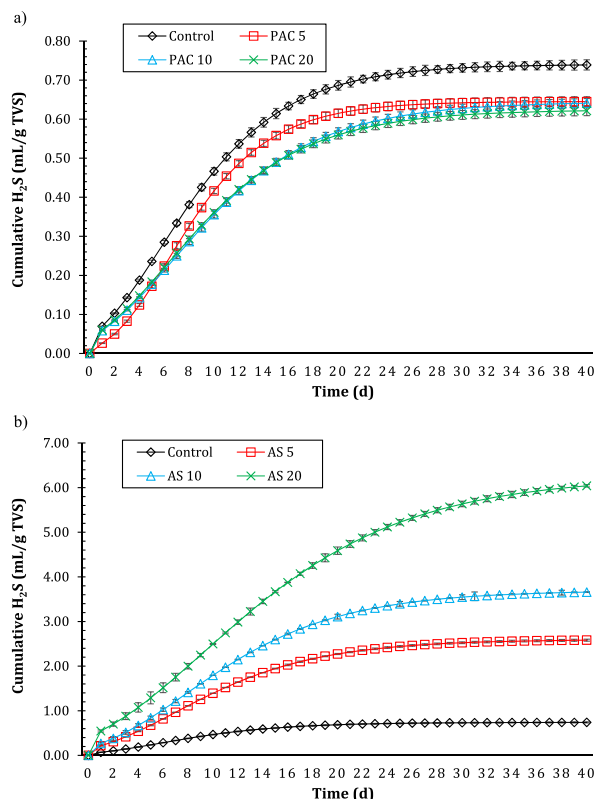 a)
Control
PAC 5
PAC 10
PAC 20
0.80
0.70
0.60
0.50
0.40
0.30
0.20
0.10
0.00
Cumulative H₂S (mL/g TVS)
0 2 4 6 8 10 12 14 16 18 20 22 24 26 28 30 32 34 36 38 40
Time (d)
b)
Control
AS 5
AS 10
AS 20
7.00
6.00
5.00
4.00
3.00
2.00
1.00
0.00
Cumulative H₂S (mL/g TVS)
0 2 4 6 8 10 12 14 16 18 20 22 24 26 28 30 32 34 36 38 40
Time (d)